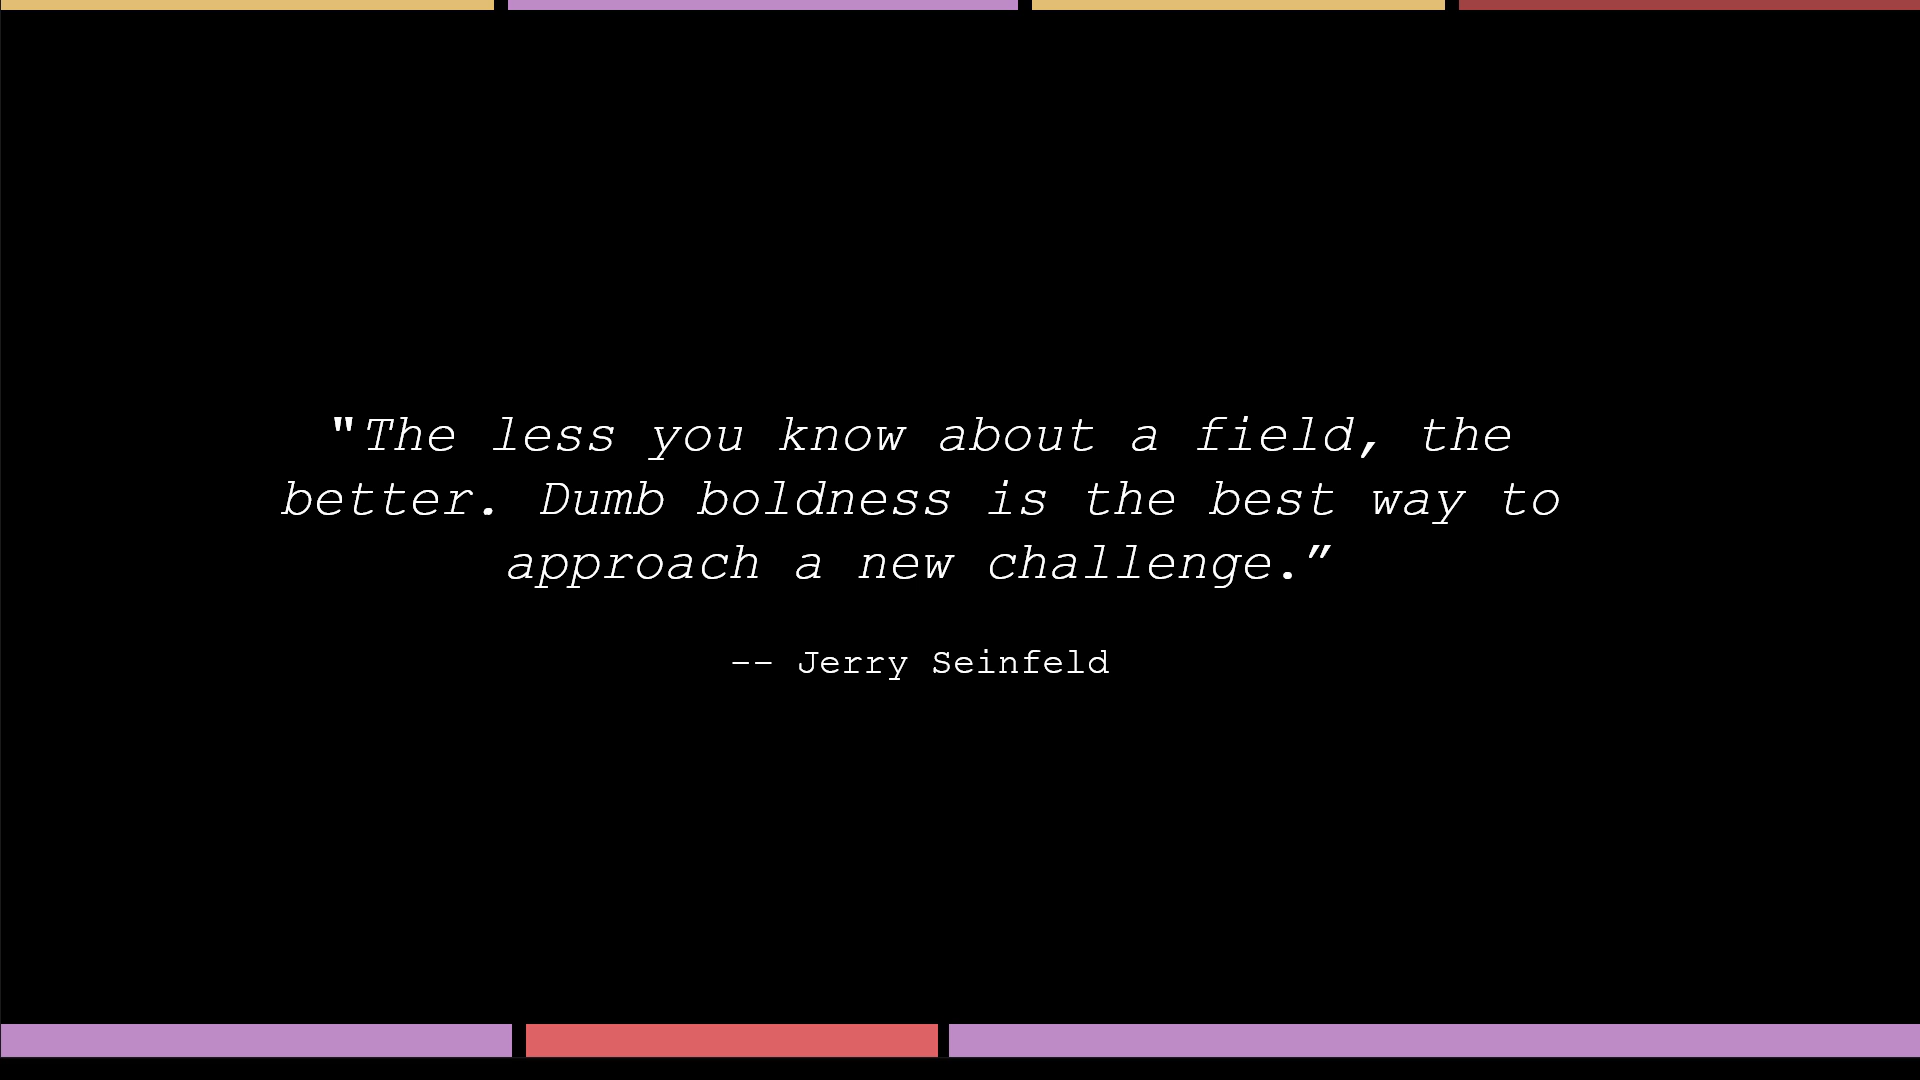 "The less you know about a field, the
better. Dumb boldness is the best way to
approach a new challenge.”
-- Jerry Seinfeld